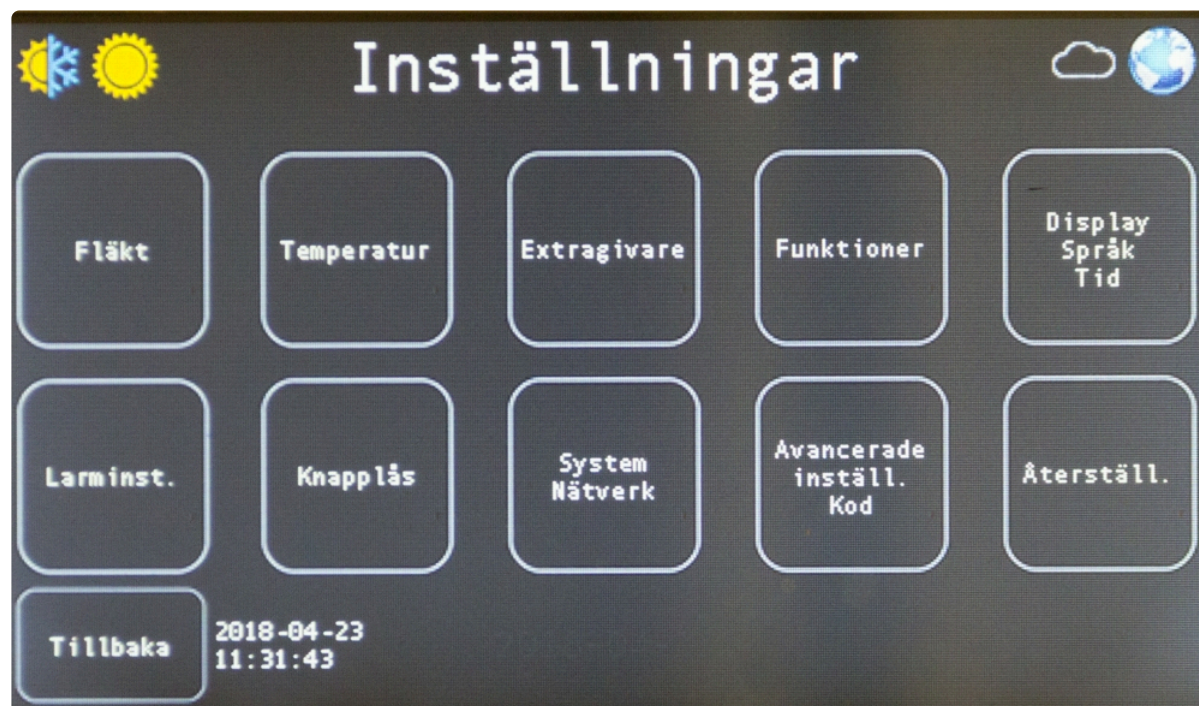 Inställningar
Fläkt
Temperatur
Extragivare
Funktioner
Display
Språk
Tid
Larminst.
Knapplås
System
Nätverk
Avancerade
inställ.
Kod
Återställ.
Tillbaka
2018-04-23
11:31:43